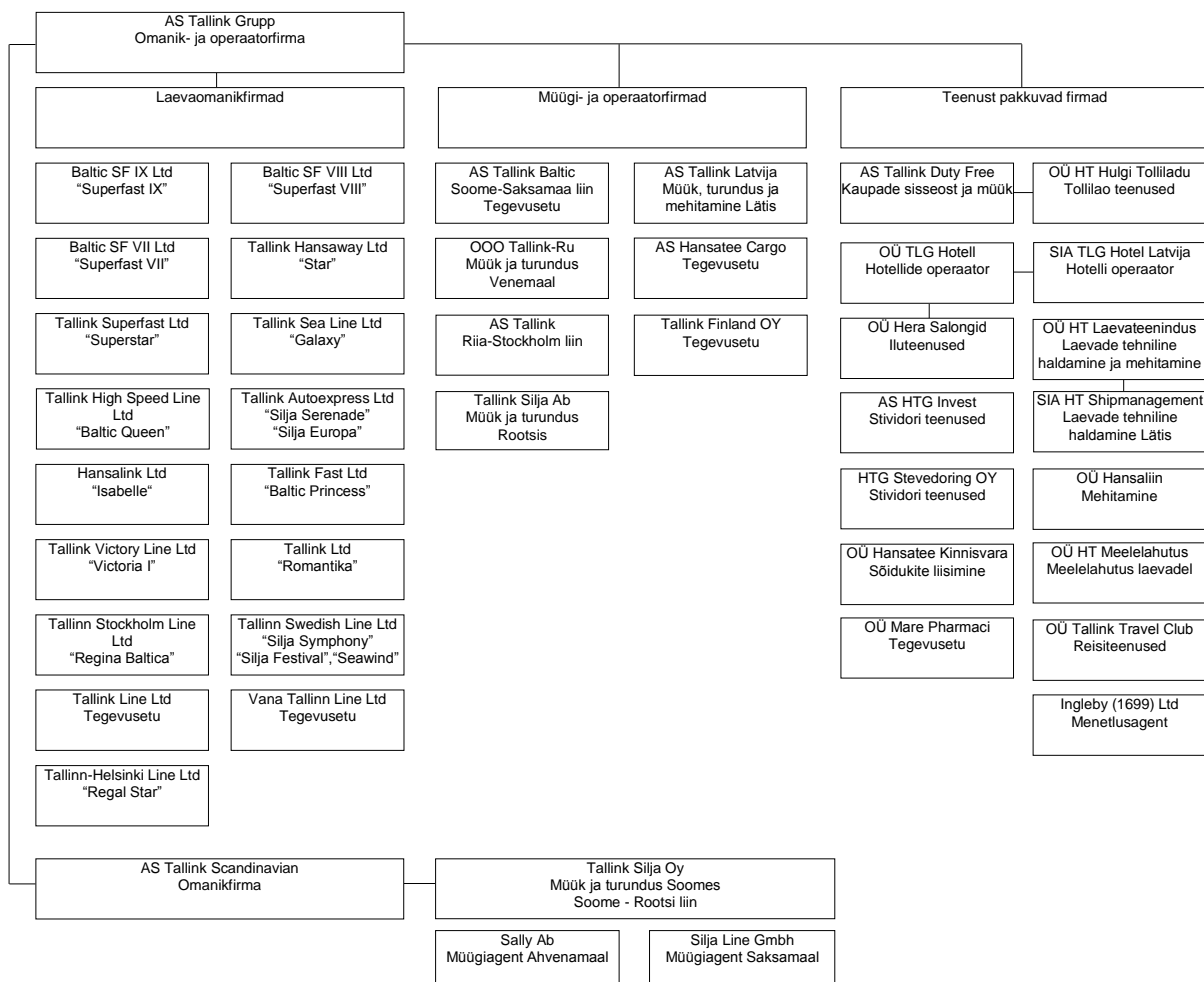 AS Tallink Grupp
Omanik- ja operaatorfirma
Laevaomanikfirmad
Müügi- ja operaatorfirmad
Teenust pakkuvad firmad
Baltic SF IX Ltd
“Superfast IX”
Baltic SF VIII Ltd
“Superfast VIII”
AS Tallink Baltic
Soome-Saksamaa liin
Tegevusetu
AS Tallink Latvija
Müük, turundus ja
mehitamine Lätis
AS Tallink Duty Free
Kaupade sisseost ja müük
OÜ HT Hulgi Tolliladu
Tollilao teenused
Baltic SF VII Ltd
“Superfast VII”
Tallink Hansaway Ltd
“Star”
OOO Tallink-Ru
Müük ja turundus
Venemaal
AS Hansatee Cargo
Tegevusetu
OÜ TLG Hotell
Hotellide operaator
SIA TLG Hotel Latvija
Hotelli operaator
Tallink Superfast Ltd
“Superstar”
Tallink Sea Line Ltd
“Galaxy”
AS Tallink
Riia-Stockholm liin
Tallink Finland OY
Tegevusetu
OÜ Hera Salongid
Iluteenused
OÜ HT Laevateenindus
Laevade tehniline
haldamine ja mehitamine
Tallink High Speed Line
Ltd
“Baltic Queen”
Tallink Autoexpress Ltd
“Silja Serenade”
“Silja Europa”
Tallink Silja Ab
Müük ja turundus
Rootsis
AS HTG Invest
Stividori teenused
SIA HT Shipmanagement
Laevade tehniline
haldamine Lätis
Hansalink Ltd
“Isabelle“
Tallink Fast Ltd
“Baltic Princess”
HTG Stevedoring OY
Stividori teenused
OÜ Hansaliin
Mehitamine
Tallink Victory Line Ltd
“Victoria I”
Tallink Ltd
“Romantika”
OÜ Hansatee Kinnisvara
Sõidukite liisimine
OÜ HT Meelelahutus
Meelelahutus laevadel
Tallinn Stockholm Line
Ltd
“Regina Baltica”
Tallinn Swedish Line Ltd
“Silja Symphony”
“Silja Festival”,“Seawind”
OÜ Mare Pharmaci
Tegevusetu
OÜ Tallink Travel Club
Reisiteenused
Tallink Line Ltd
Tegevusetu
Vana Tallinn Line Ltd
Tegevusetu
Ingleby (1699) Ltd
Menetlusagent
Tallinn-Helsinki Line Ltd
“Regal Star”
AS Tallink Scandinavian
Omanikfirma
Tallink Silja Oy
Müük ja turundus Soomes
Soome - Rootsi liin
Sally Ab
Müügiagent Ahvenamaal
Silja Line Gmbh
Müügiagent Saksamaal